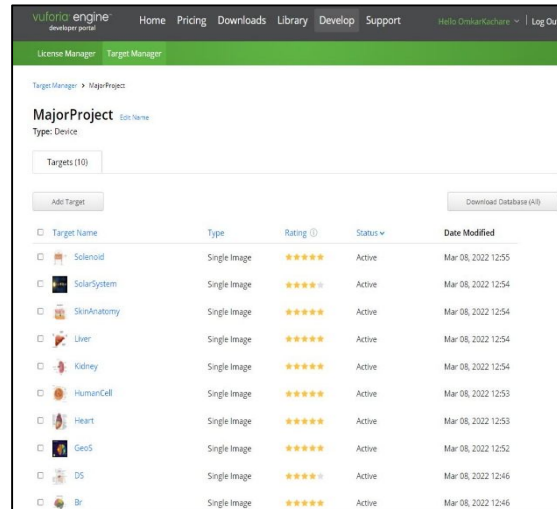 vuforia engine Home Pricing Downloads Library Develop Support Hello OmkarKachare Log Ou
developer portal
License Manager Target Manager
Target Manager > MajorProject
MajorProject Edit Name
Type: Device
Targets (10)
Add Target Download Database (All)
Target Name Type Rating Status Date Modified
Solenoid Single Image Active Mar 08, 2022 12:55
SolarSystem Single Image Active Mar 08, 2022 12:54
SkinAnatomy Single Image Active Mar 08, 2022 12:54
Liver Single Image Active Mar 08, 2022 12:54
Kidney Single Image Active Mar 08, 2022 12:54
HumanCell Single Image Active Mar 08, 2022 12:53
Heart Single Image Active Mar 08, 2022 12:53
GeoS Single Image Active Mar 08, 2022 12:52
DS Single Image Active Mar 08, 2022 12:46
Br Single Image Active Mar 08, 2022 12:46